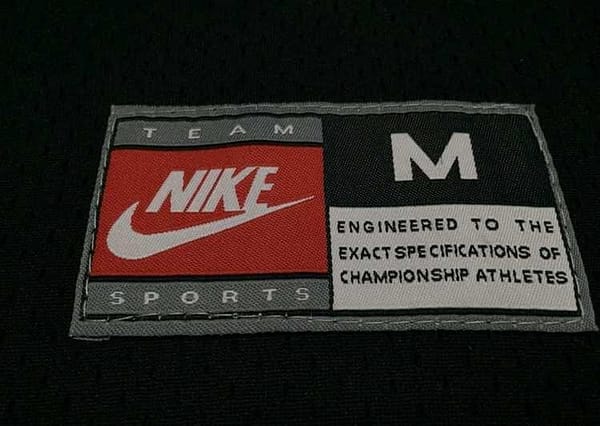 TEAM
NIKE
SPORTS
M
ENGINEERED TO THE
EXACT SPECIFICATIONS OF
CHAMPIONSHIP ATHLETES